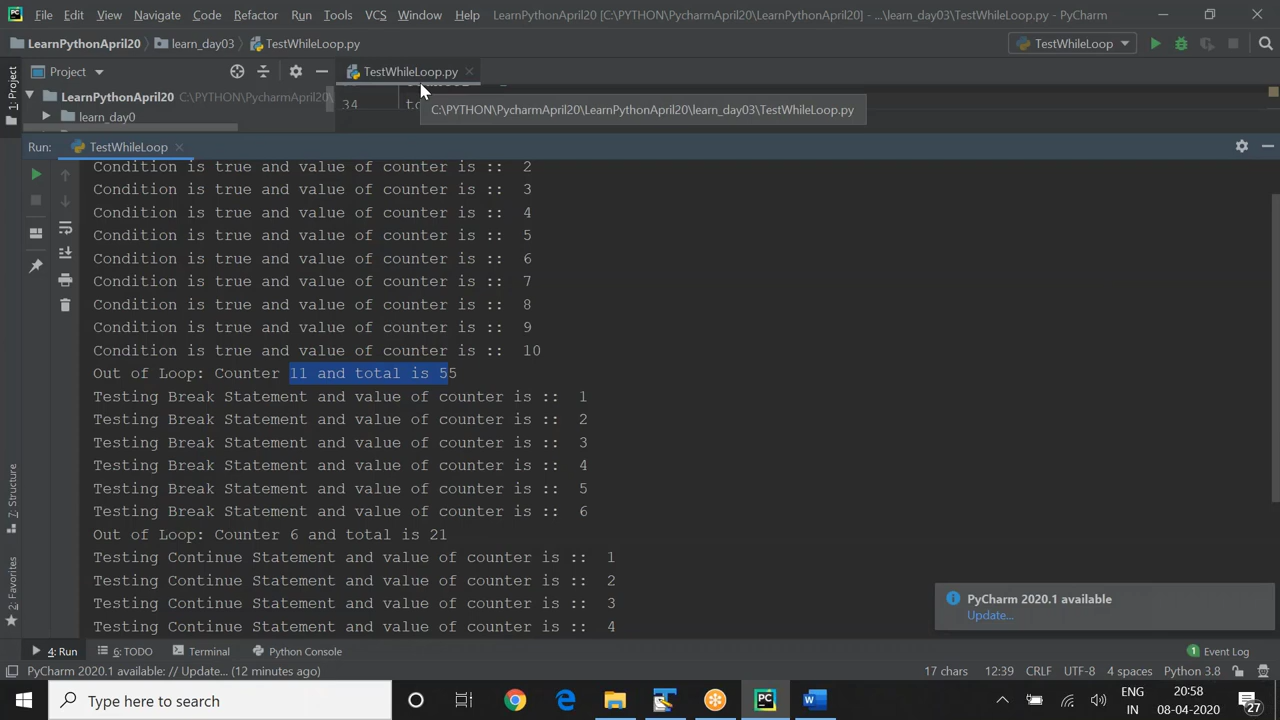 File Edit View Navigate Code Refactor Run Tools VCS Window Help LearnPythonApril20 [C:\PYTHON\PycharmApril20\LearnPythonApril20] - ...\learn_day03\TestWhileLoop.py - PyCharm
LearnPythonApril20 learn_day03 TestWhileLoop.py TestWhileLoop
1: Project
Project TestWhileLoop.py
LearnPythonApril20 C:\PYTHON\PycharmApril20 34
learn_day0 C:\PYTHON\PycharmApril20\LearnPythonApril20\learn_day03\TestWhileLoop.py
Run: TestWhileLoop
Condition is true and value of counter is :: 2
Condition is true and value of counter is :: 3
Condition is true and value of counter is :: 4
Condition is true and value of counter is :: 5
Condition is true and value of counter is :: 6
Condition is true and value of counter is :: 7
Condition is true and value of counter is :: 8
Condition is true and value of counter is :: 9
Condition is true and value of counter is :: 10
Out of Loop: Counter 11 and total is 55
Testing Break Statement and value of counter is :: 1
Testing Break Statement and value of counter is :: 2
Testing Break Statement and value of counter is :: 3
Testing Break Statement and value of counter is :: 4
Testing Break Statement and value of counter is :: 5
Testing Break Statement and value of counter is :: 6
Out of Loop: Counter 6 and total is 21
Testing Continue Statement and value of counter is :: 1
Testing Continue Statement and value of counter is :: 2
Testing Continue Statement and value of counter is :: 3
Testing Continue Statement and value of counter is :: 4
7: Structure
2: Favorites
PyCharm 2020.1 available
Update...
4: Run 6: TODO Terminal Python Console 1 Event Log
PyCharm 2020.1 available: // Update... (12 minutes ago) 17 chars 12:39 CRLF UTF-8 4 spaces Python 3.8
Type here to search
ENG
IN
20:58
08-04-2020
27